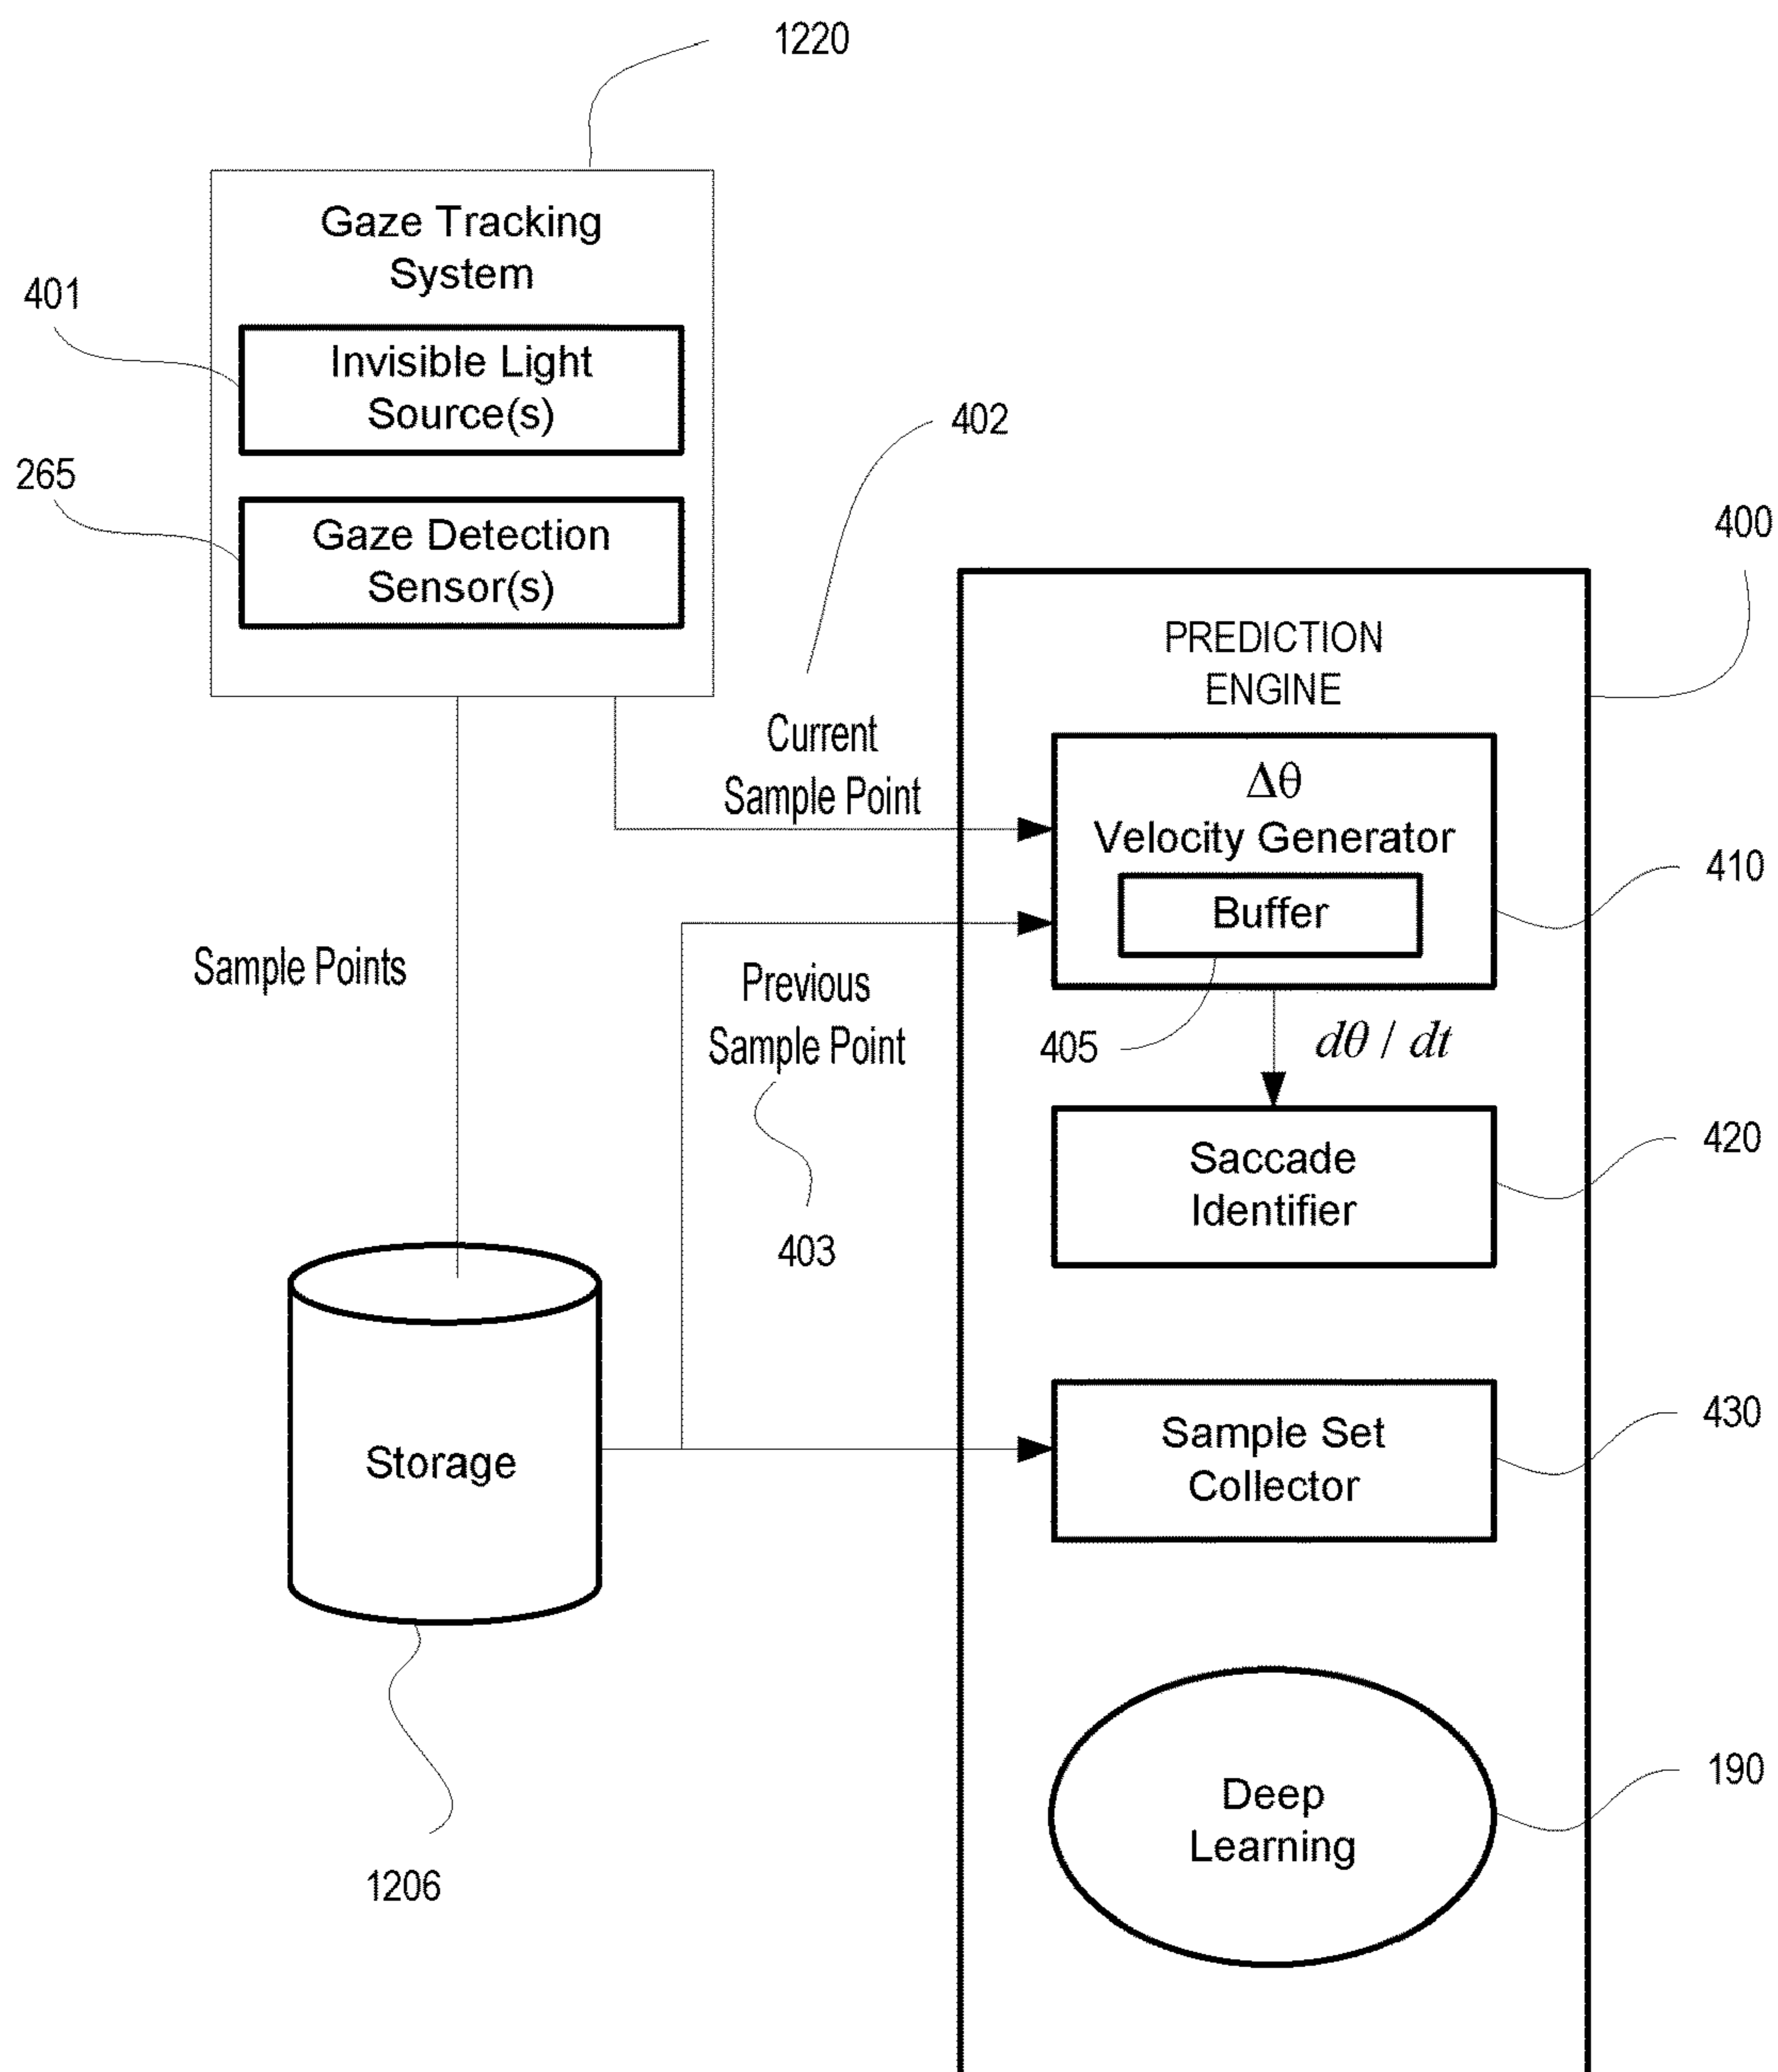 1220
Gaze Tracking
System
401
Invisible Light
Source(s)
265
Gaze Detection
Sensor(s)
402
400
PREDICTION
ENGINE
Current
Sample Point
Δθ
Velocity Generator
Buffer
410
Sample Points
Previous
Sample Point
405
dθ / dt
403
Saccade
Identifier
420
Storage
Sample Set
Collector
430
Deep
Learning
190
1206